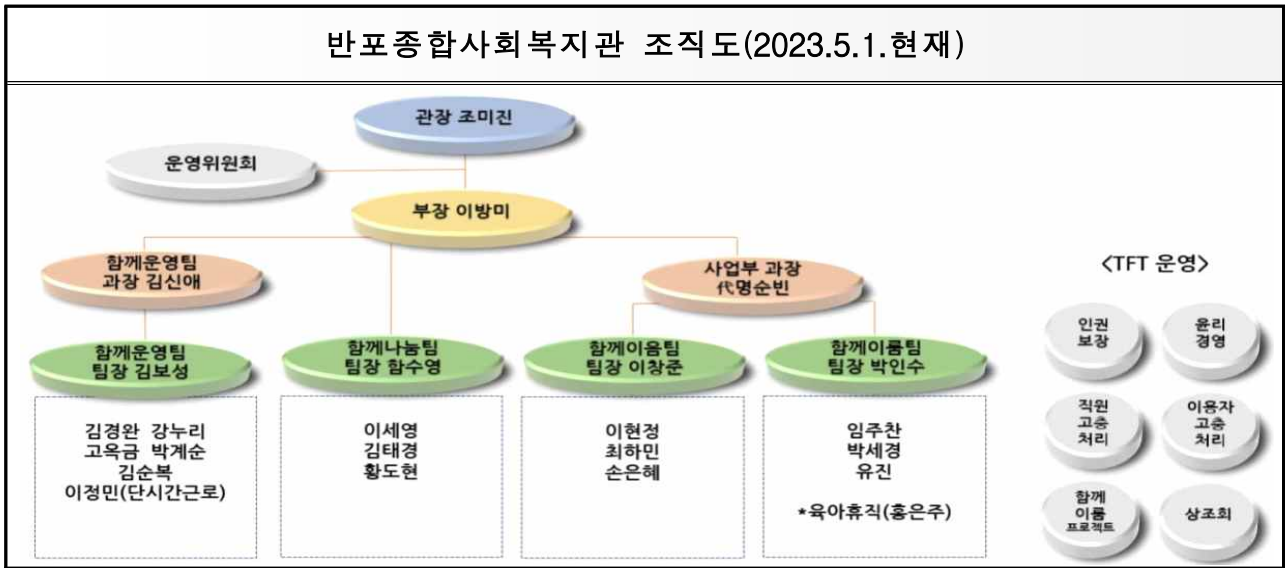 반포종합사회복지관 조직도(2023.5.1.현재)
관장 조미진
운영위원회
부장 이방미
함께운영팀
과장 김신애
사업부 과장
代명순빈
<TFT 운영>
함께운영팀
팀장 김보성
함께나눔팀
팀장 함수영
함께이음팀
팀장 이창준
함께이룸팀
팀장 박인수
김경완 강누리
고옥금 박계순
김순복
이정민(단시간근로)
이세영
김태경
황도현
이현정
최하민
손은혜
임주찬
박세경
유진
*육아휴직(홍은주)
인권
보장
윤리
경영
직원
고충
처리
이용자
고충
처리
함께
이룸
프로젝트
상조회